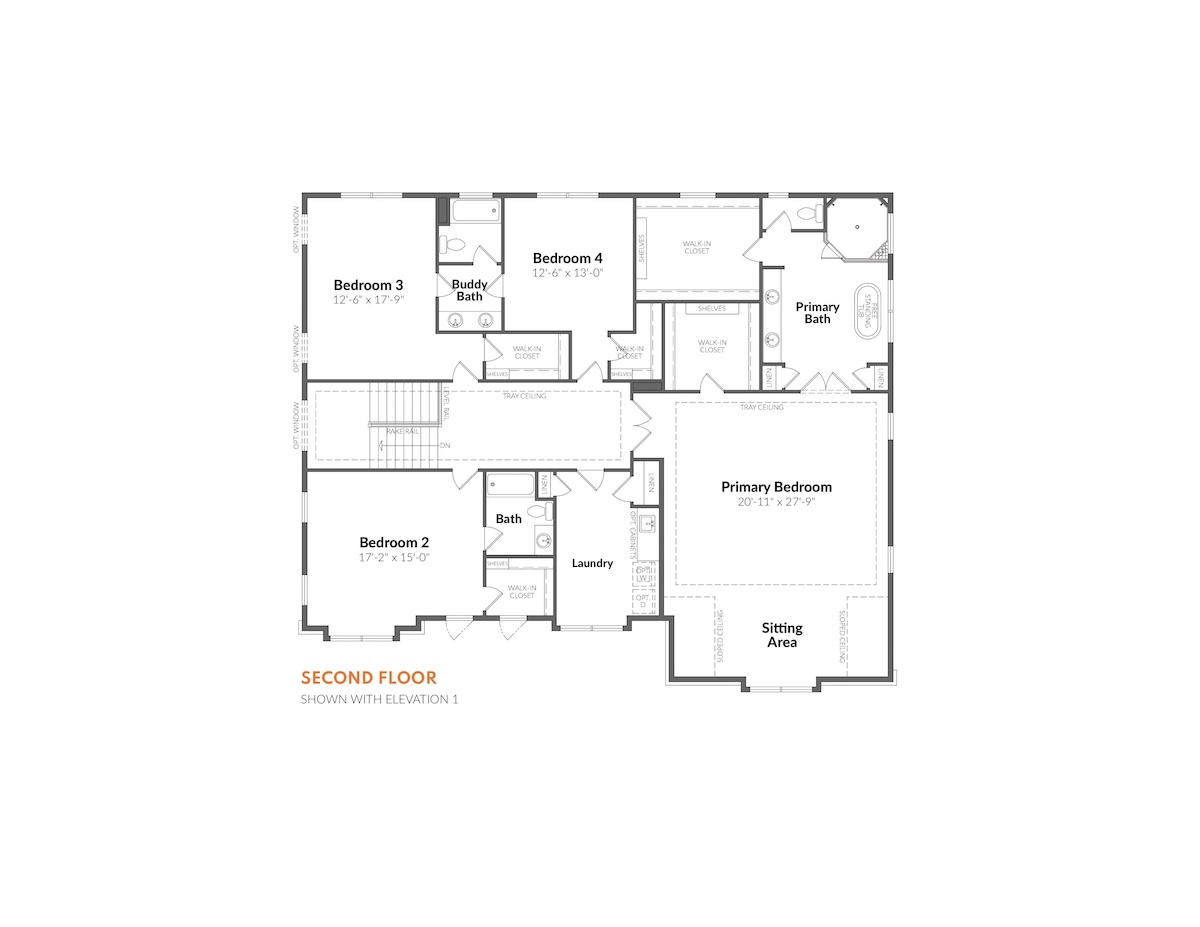 OPT. WINDOW
Bedroom 3
12'-6" x 17'-9"
OPT. WINDOW
Buddy
Bath
Bedroom 4
12'-6" x 13'-0"
SHELVES
WALK-IN
CLOSET
Primary
Bath
FREE
STANDING
TUB
WALK-IN
CLOSET
SHELVES
WALK-IN
CLOSET
SHELVES
SHELVES
WALK-IN
CLOSET
LINEN
LINEN
OPT. WINDOW
LEVEL RAIL
RAKE RAIL
DN
TRAY CEILING
TRAY CEILING
Primary Bedroom
20'-11" x 27'-9"
Bedroom 2
17'-2" x 15'-0"
Bath
LINEN
LINEN
OPT. CABINETS
Laundry
OPT.
W
OPT.
D
SHELVES
WALK-IN
CLOSET
SLOPED CEILING
Sitting
Area
SLOPED CEILING
SECOND FLOOR
SHOWN WITH ELEVATION 1